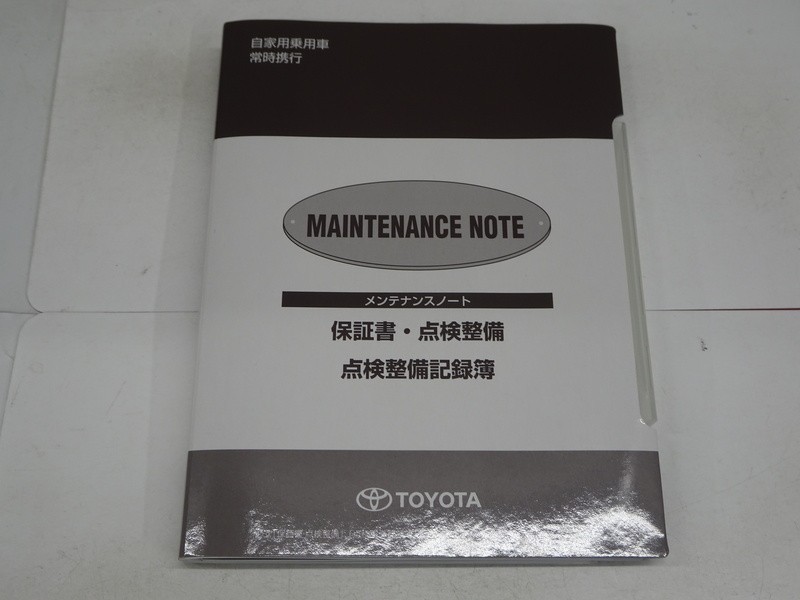 自家用乗用車
常時携行
MAINTENANCE NOTE
メンテナンスノート
保証書・点検整備
点検整備記録簿
TOYOTA